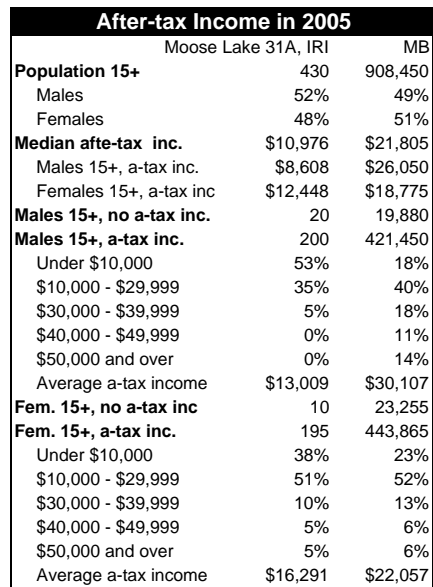 After-tax Income in 2005
Moose Lake 31A, IRI MB
Population 15+ 430 908,450
Males 52% 49%
Females 48% 51%
Median afte-tax inc. $10,976 $21,805
Males 15+, a-tax inc. $8,608 $26,050
Females 15+, a-tax inc $12,448 $18,775
Males 15+, no a-tax inc. 20 19,880
Males 15+, a-tax inc. 200 421,450
Under $10,000 53% 18%
$10,000 - $29,999 35% 40%
$30,000 - $39,999 5% 18%
$40,000 - $49,999 0% 11%
$50,000 and over 0% 14%
Average a-tax income $13,009 $30,107
Fem. 15+, no a-tax inc 10 23,255
Fem. 15+, a-tax inc. 195 443,865
Under $10,000 38% 23%
$10,000 - $29,999 51% 52%
$30,000 - $39,999 10% 13%
$40,000 - $49,999 5% 6%
$50,000 and over 5% 6%
Average a-tax income $16,291 $22,057